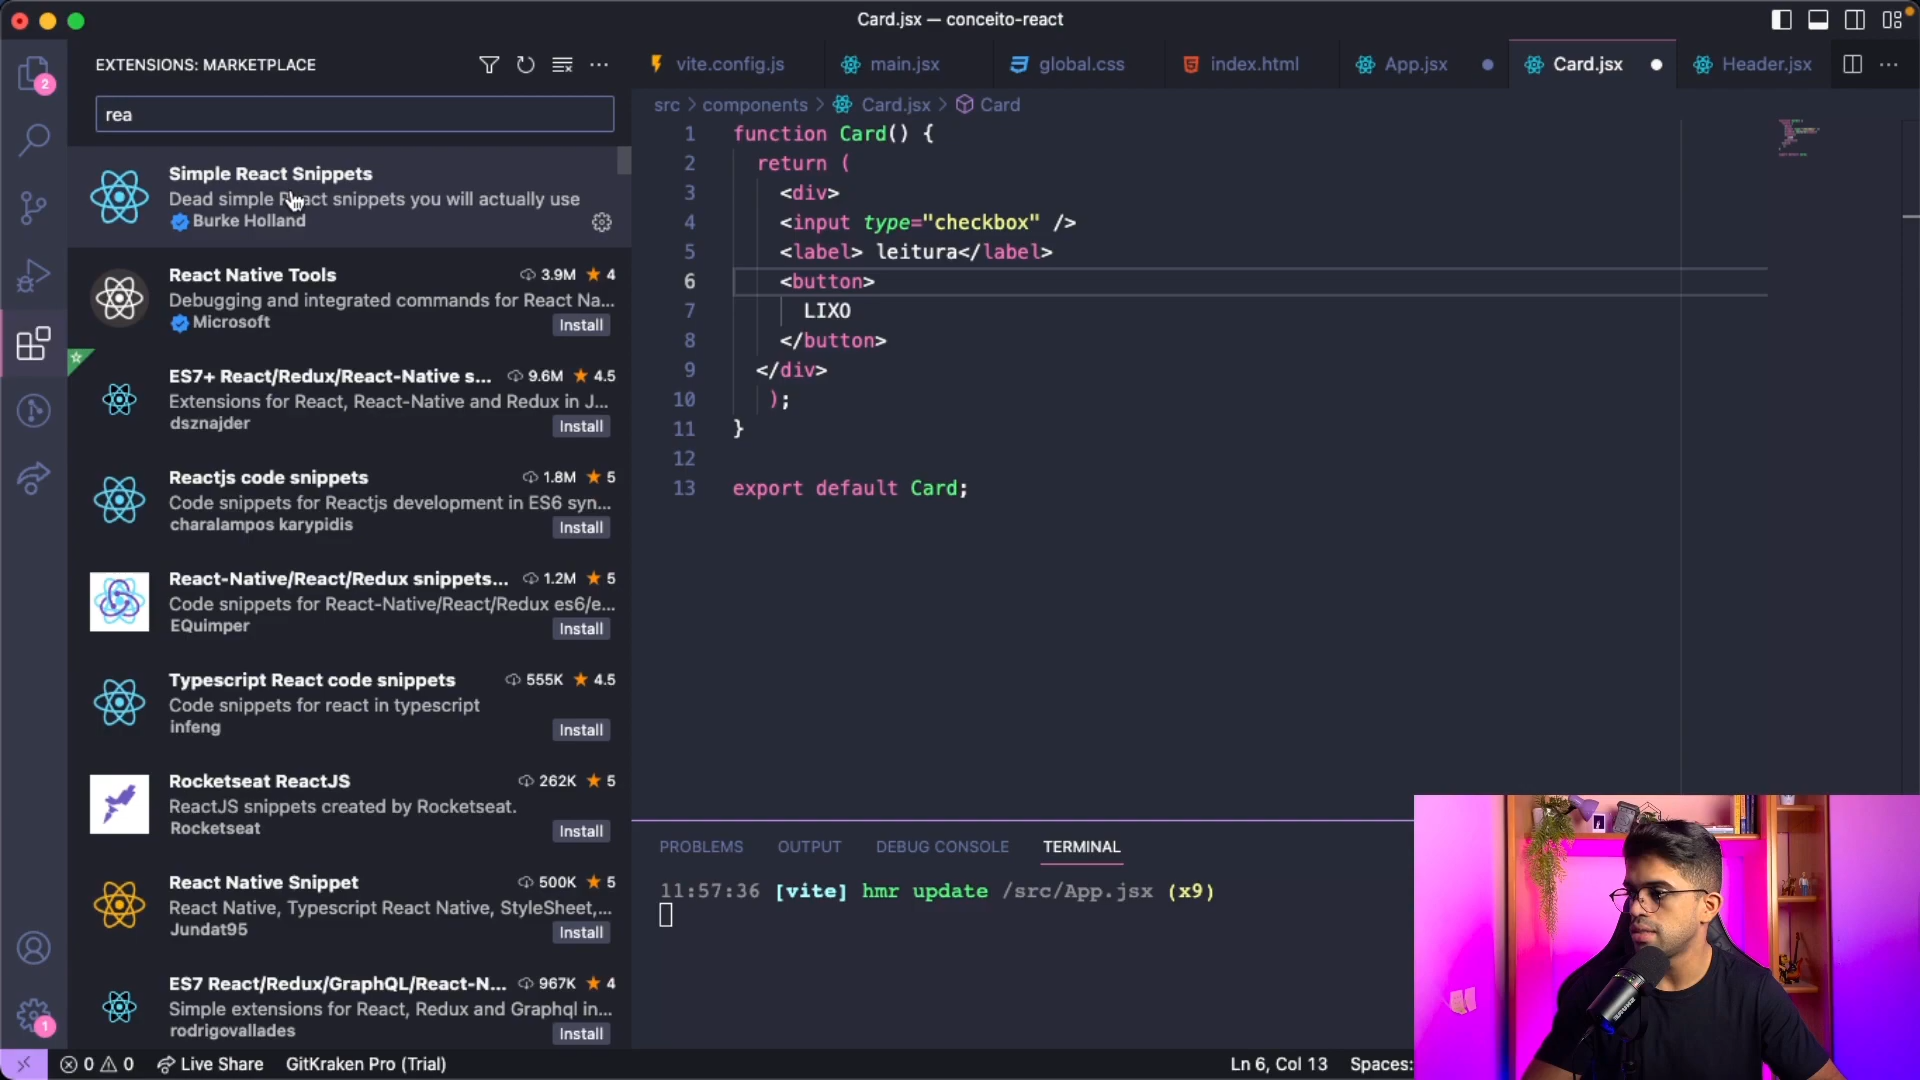 Card.jsx — conceito-react
EXTENSIONS: MARKETPLACE
rea
Simple React Snippets
Dead simple React snippets you will actually use
Burke Holland
React Native Tools 3.9M ★ 4
Debugging and integrated commands for React Na...
Microsoft Install
ES7+ React/Redux/React-Native s... 9.6M ★ 4.5
Extensions for React, React-Native and Redux in J...
dsznajder Install
Reactjs code snippets 1.8M ★ 5
Code snippets for Reactjs development in ES6 syn...
charalampos karypidis Install
React-Native/React/Redux snippets... 1.2M ★ 5
Code snippets for React-Native/React/Redux es6/e...
EQuimper Install
Typescript React code snippets 555K ★ 4.5
Code snippets for react in typescript
infeng Install
Rocketseat ReactJS 262K ★ 5
ReactJS snippets created by Rocketseat.
Rocketseat Install
React Native Snippet 500K ★ 5
React Native, Typescript React Native, StyleSheet,...
Jundat95 Install
ES7 React/Redux/GraphQL/React-N... 967K ★ 4
Simple extensions for React, Redux and Graphql in...
rodrigovallades Install
2
1
vite.config.js main.jsx global.css index.html App.jsx Card.jsx Header.jsx
src > components > Card.jsx > Card
1 function Card() {
2 return (
3 <div>
4 <input type="checkbox" />
5 <label> leitura</label>
6 <button>
7 LIXO
8 </button>
9 </div>
10 );
11 }
12
13 export default Card;
PROBLEMS OUTPUT DEBUG CONSOLE TERMINAL
11:57:36 [vite] hmr update /src/App.jsx (x9)
0 0 Live Share GitKraken Pro (Trial) Ln 6, Col 13 Spaces: